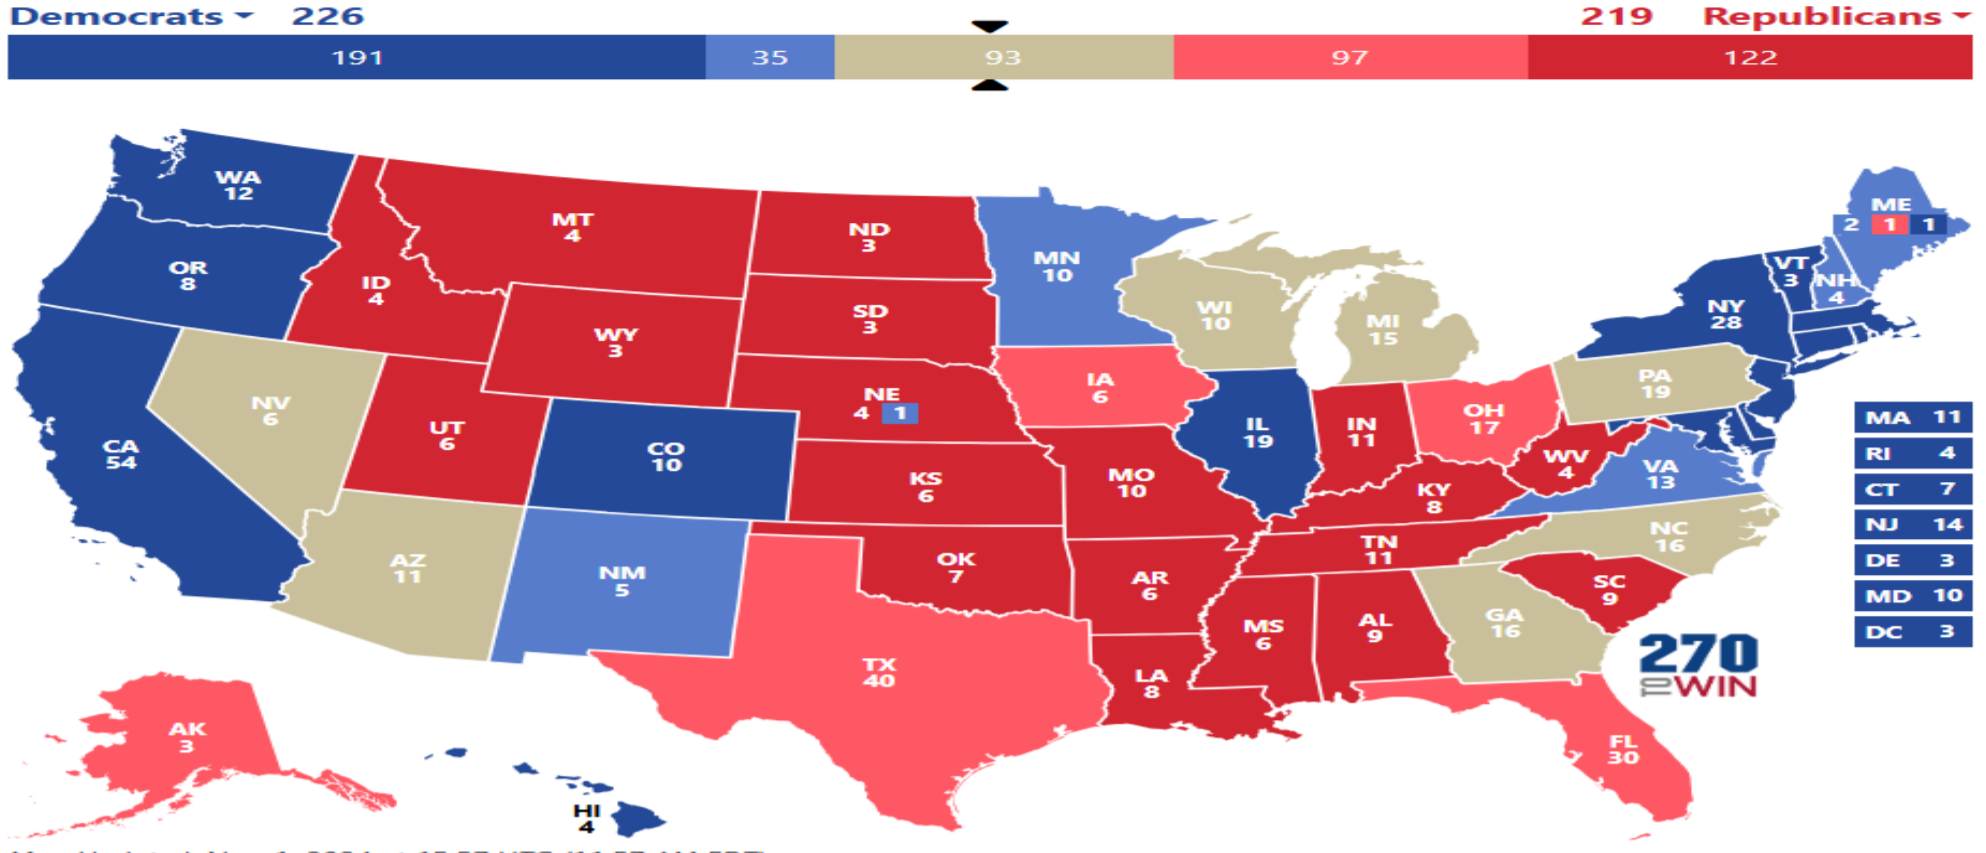 Democrats 226
219 Republicans
191 35 93 97 122
WA
12
OR
8
CA
54
NV
6
ID
4
MT
4
WY
3
UT
6
AZ
11
CO
10
NM
5
ND
3
SD
3
NE
4 1
KS
6
OK
7
TX
40
MN
10
IA
6
MO
10
AR
6
LA
8
WI
10
IL
19
MI
15
IN
11
OH
17
KY
8
TN
11
MS
6
AL
9
GA
16
FL
30
SC
9
NC
16
VA
13
WV
4
PA
19
NY
28
VT
3
NH
4
ME
2 1 1
MA 11
RI 4
CT 7
NJ 14
DE 3
MD 10
DC 3
AK
3
HI
4
270
TO WIN